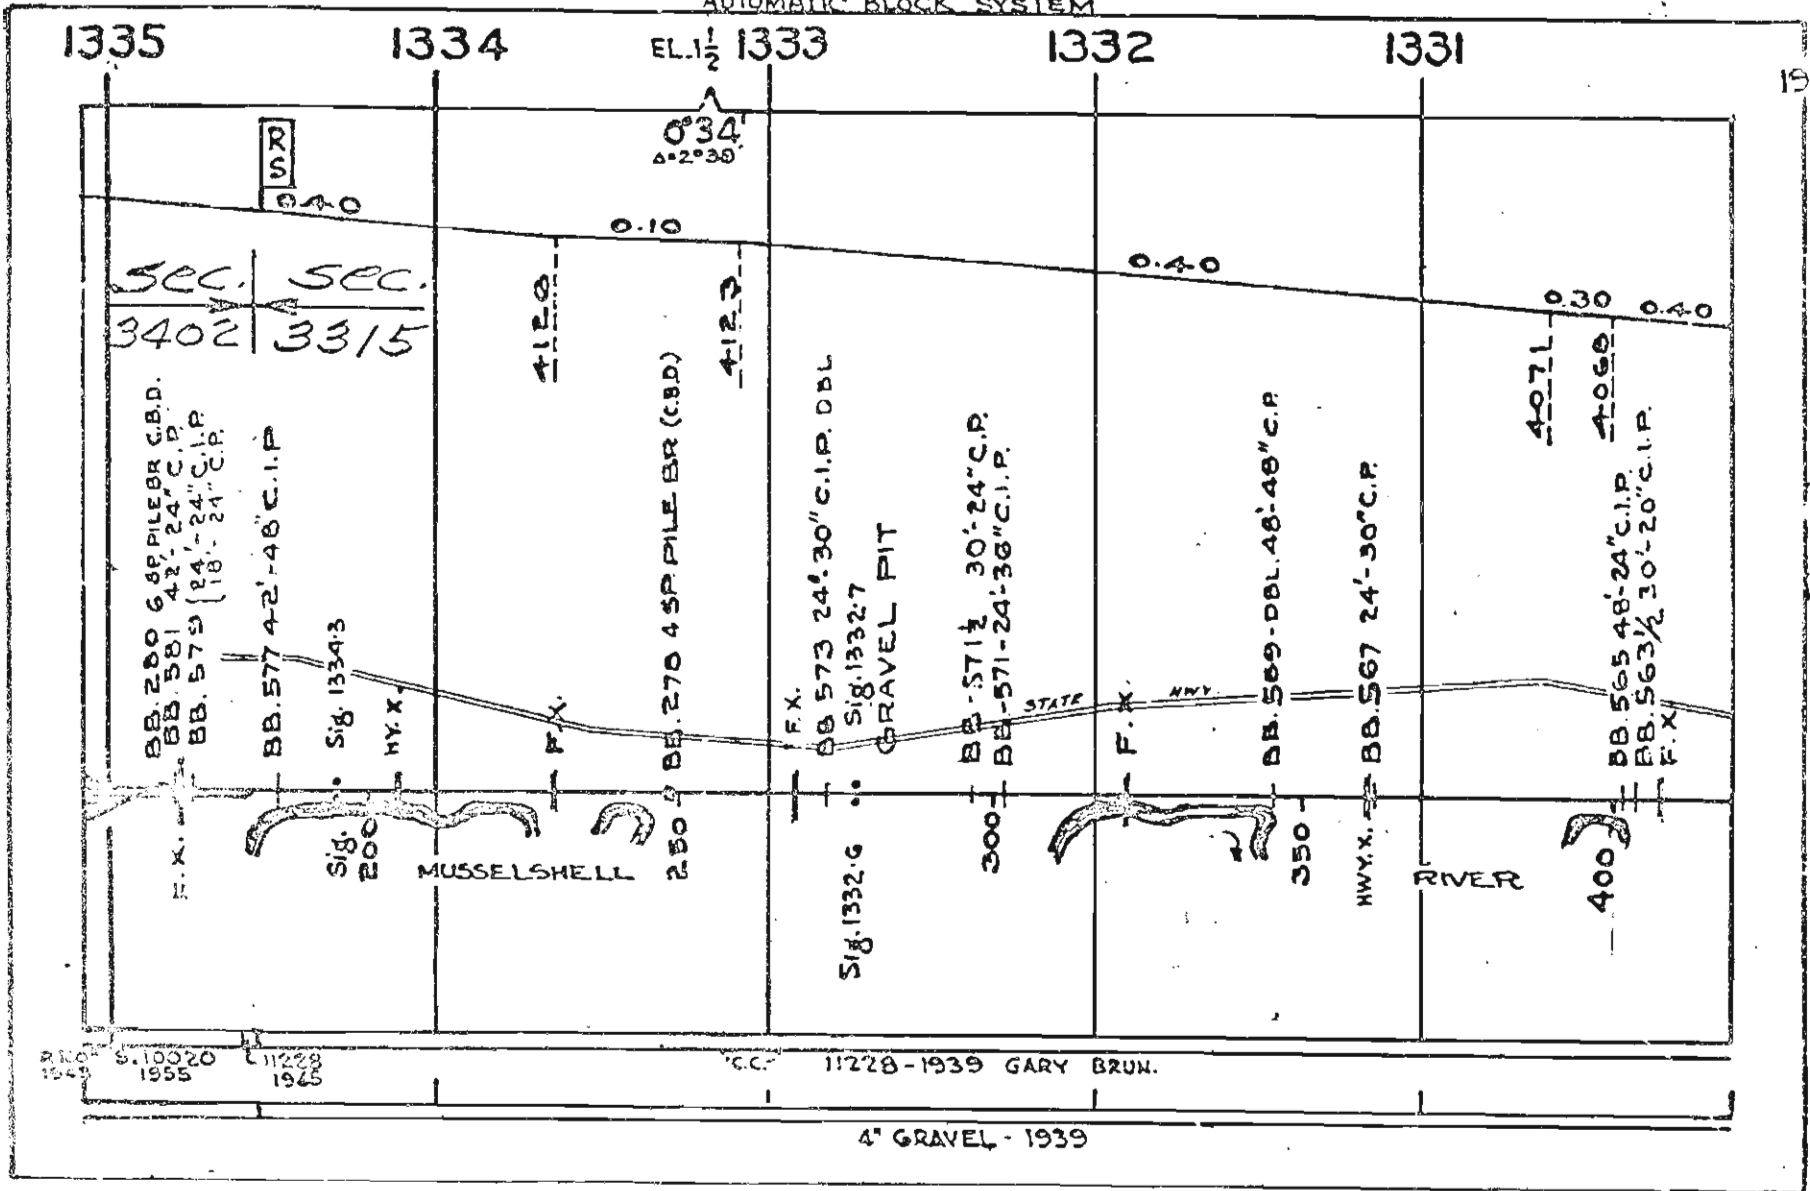 AUTOMATIC BLOCK SYSTEM
1335
1334
EL. 1½
1333
1332
1331
19
R
S
0°34'
Δ=2°30'
0.40
0.10
0.40
0.30
0.40
SEC. SEC.
3402 3315
4128
4123
4071
4068
BB. 280 6 SP. PILE BR C.B.D.
BB. 581 42'-24" C.P.
BB. 579 { 24'-24" C.I.P.
{ 18'-24" C.P.
BB. 577 42'-48" C.I.P
Sig. 1334.3
HY. X.
F.X.
BB. 278 4 SP. PILE BR (C.B.D.)
F.X.
BB 573 24'-30" C.I.P. DBL
Sig. 1332.7
GRAVEL PIT
BB-571½ 30'-24" C.P.
BB-571-24'-36" C.I.P.
STATE HWY.
F.X.
BB. 569-DBL. 48'-48" C.P.
BB. 567 24'-30" C.P.
BB. 565 48'-24" C.I.P.
BB. 563½ 30'-20" C.I.P.
F.X
F.X.
Sig.
200
MUSSELSHELL
250
Sig. 1332.6
300
350
HWY. X.
RIVER
400
S. 10020
1955
11228
1945
"C.C." 11228-1939 GARY BRUN.
4" GRAVEL - 1939